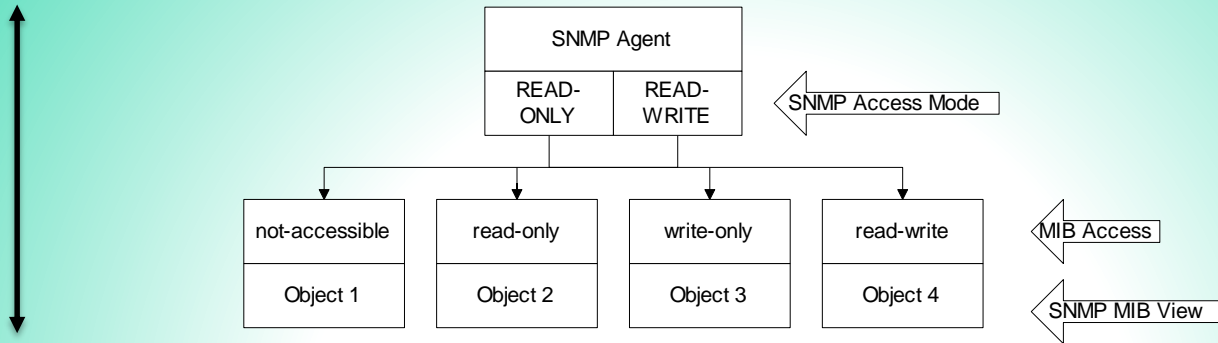 SNMP Agent
READ-
ONLY
READ-
WRITE
SNMP Access Mode
not-accessible
read-only
write-only
read-write
MIB Access
Object 1
Object 2
Object 3
Object 4
SNMP MIB View